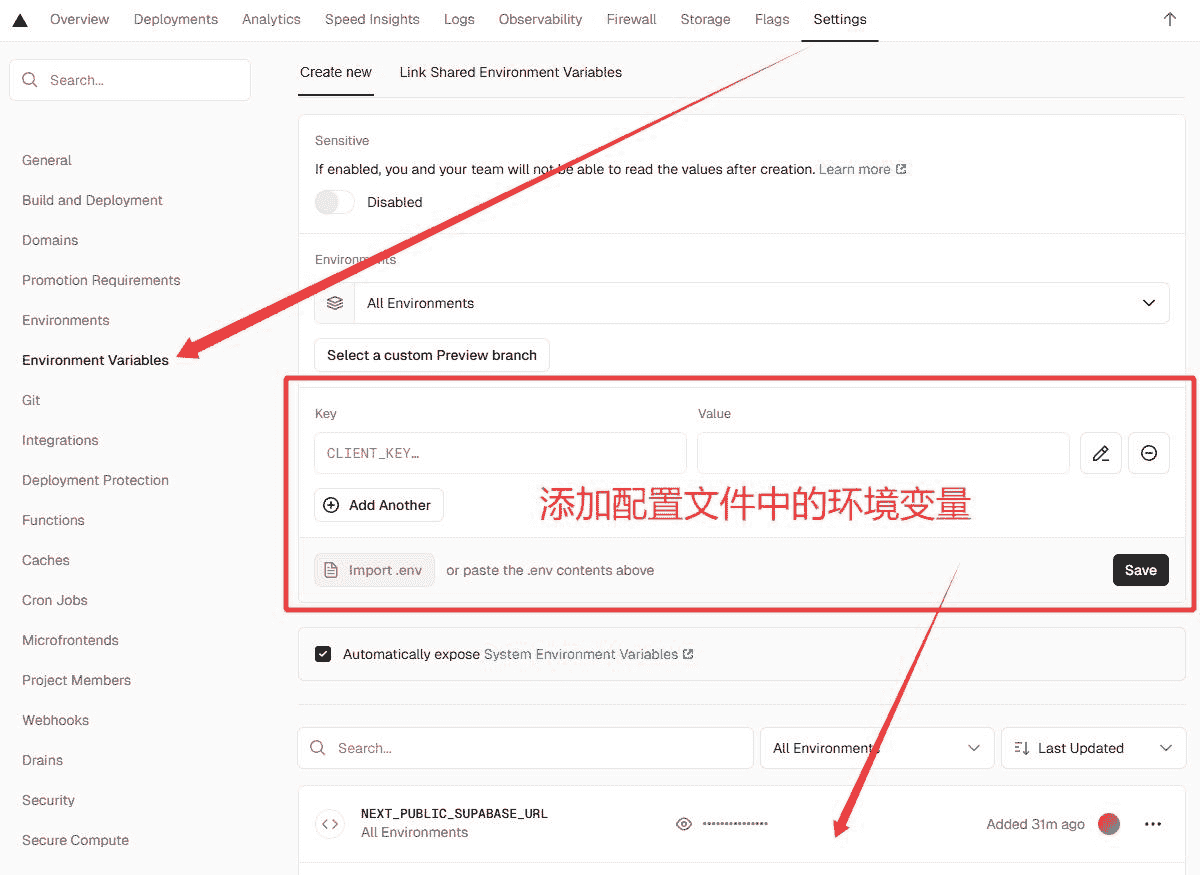 Overview Deployments Analytics Speed Insights Logs Observability Firewall Storage Flags Settings
Search...
General
Build and Deployment
Domains
Promotion Requirements
Environments
Environment Variables
Git
Integrations
Deployment Protection
Functions
Caches
Cron Jobs
Microfrontends
Project Members
Webhooks
Drains
Security
Secure Compute
Create new Link Shared Environment Variables
Sensitive
If enabled, you and your team will not be able to read the values after creation. Learn more
Disabled
Environments
All Environments
Select a custom Preview branch
Key Value
CLIENT_KEY…
Add Another
添加配置文件中的环境变量
Import .env or paste the .env contents above Save
Automatically expose System Environment Variables
Search... All Environments Last Updated
NEXT_PUBLIC_SUPABASE_URL
All Environments
Added 31m ago